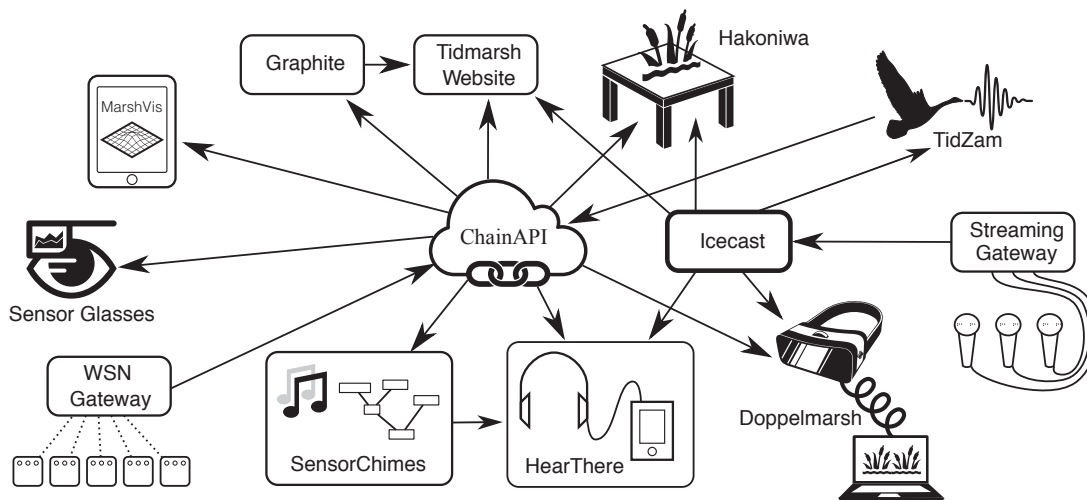 Graphite
Tidmarsh
Website
Hakoniwa
MarshVis
TidZam
ChainAPI
Icecast
Streaming
Gateway
Sensor Glasses
WSN
Gateway
SensorChimes
HearThere
Doppelmarsh